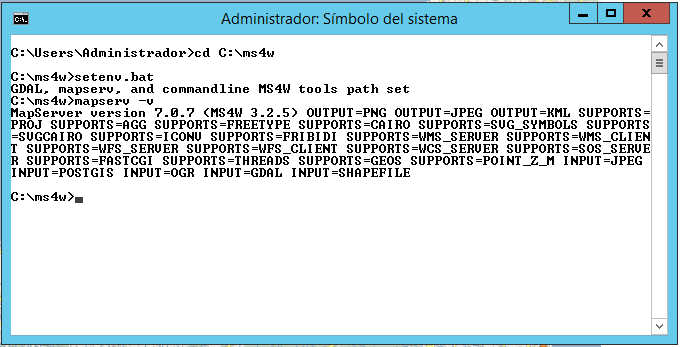 Administrador: Símbolo del sistema
C:\Users\Administrador>cd C:\ms4w
C:\ms4w>setenv.bat
GDAL, mapserv, and commandline MS4W tools path set
C:\ms4w>mapserv -v
MapServer version 7.0.7 (MS4W 3.2.5) OUTPUT=PNG OUTPUT=JPEG OUTPUT=KML SUPPORTS=
PROJ SUPPORTS=AGG SUPPORTS=FREETYPE SUPPORTS=CAIRO SUPPORTS=SVG_SYMBOLS SUPPORTS
=SVGCAIRO SUPPORTS=ICONV SUPPORTS=FRIBIDI SUPPORTS=WMS_SERVER SUPPORTS=WMS_CLIEN
T SUPPORTS=WFS_SERVER SUPPORTS=WFS_CLIENT SUPPORTS=WCS_SERVER SUPPORTS=SOS_SERVE
R SUPPORTS=FASTCGI SUPPORTS=THREADS SUPPORTS=GEOS SUPPORTS=POINT_Z_M INPUT=JPEG
INPUT=POSTGIS INPUT=OGR INPUT=GDAL INPUT=SHAPEFILE
C:\ms4w>